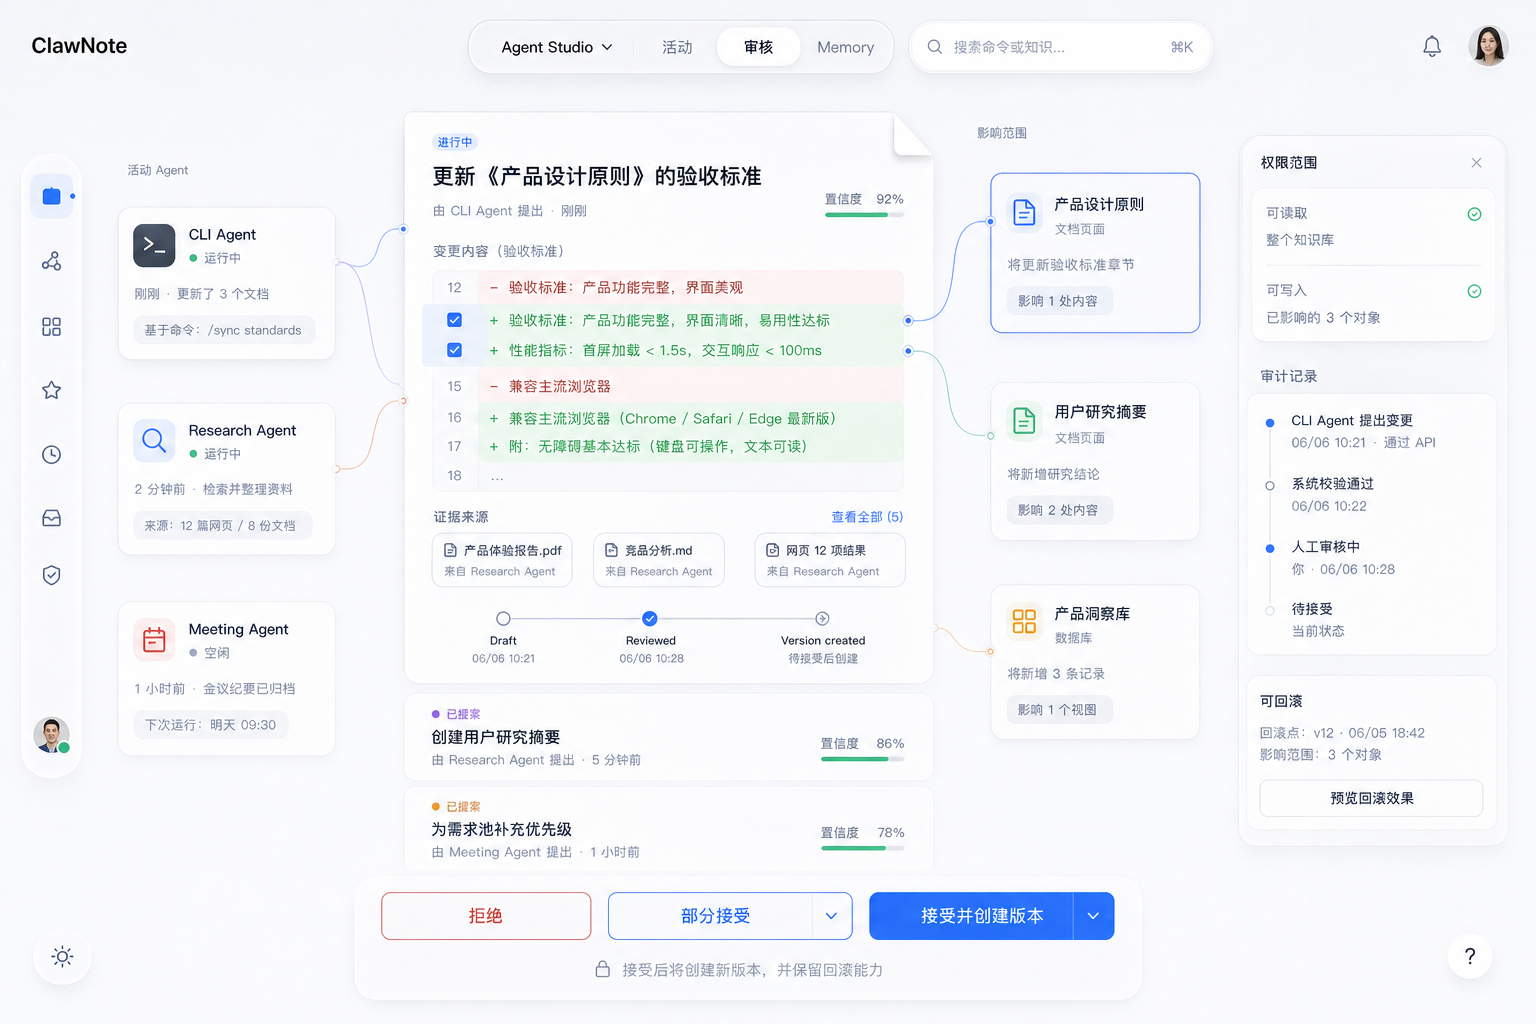 ClawNote
Agent Studio
活动
审核
Memory
搜索命令或知识...
⌘K
活动 Agent
CLI Agent
运行中
刚刚 · 更新了 3 个文档
基于命令：/sync standards
Research Agent
运行中
2 分钟前 · 检索并整理资料
来源：12 篇网页 / 8 份文档
Meeting Agent
空闲
1 小时前 · 会议纪要已归档
下次运行：明天 09:30
进行中
更新《产品设计原则》的验收标准
由 CLI Agent 提出 · 刚刚
置信度 92%
变更内容（验收标准）
12 − 验收标准：产品功能完整，界面美观
+ 验收标准：产品功能完整，界面清晰，易用性达标
+ 性能指标：首屏加载 < 1.5s，交互响应 < 100ms
15 − 兼容主流浏览器
16 + 兼容主流浏览器（Chrome / Safari / Edge 最新版）
17 + 附：无障碍基本达标（键盘可操作，文本可读）
18 ...
证据来源
查看全部 (5)
产品体验报告.pdf
来自 Research Agent
竞品分析.md
来自 Research Agent
网页 12 项结果
来自 Research Agent
Draft
06/06 10:21
Reviewed
06/06 10:28
Version created
待接受后创建
已提案
创建用户研究摘要
由 Research Agent 提出 · 5 分钟前
置信度 86%
已提案
为需求池补充优先级
由 Meeting Agent 提出 · 1 小时前
置信度 78%
拒绝
部分接受
接受并创建版本
接受后将创建新版本，并保留回滚能力
影响范围
产品设计原则
文档页面
将更新验收标准章节
影响 1 处内容
用户研究摘要
文档页面
将新增研究结论
影响 2 处内容
产品洞察库
数据库
将新增 3 条记录
影响 1 个视图
权限范围
可读取
整个知识库
可写入
已影响的 3 个对象
审计记录
CLI Agent 提出变更
06/06 10:21 · 通过 API
系统校验通过
06/06 10:22
人工审核中
你 · 06/06 10:28
待接受
当前状态
可回滚
回滚点：v12 · 06/05 18:42
影响范围：3 个对象
预览回滚效果
?